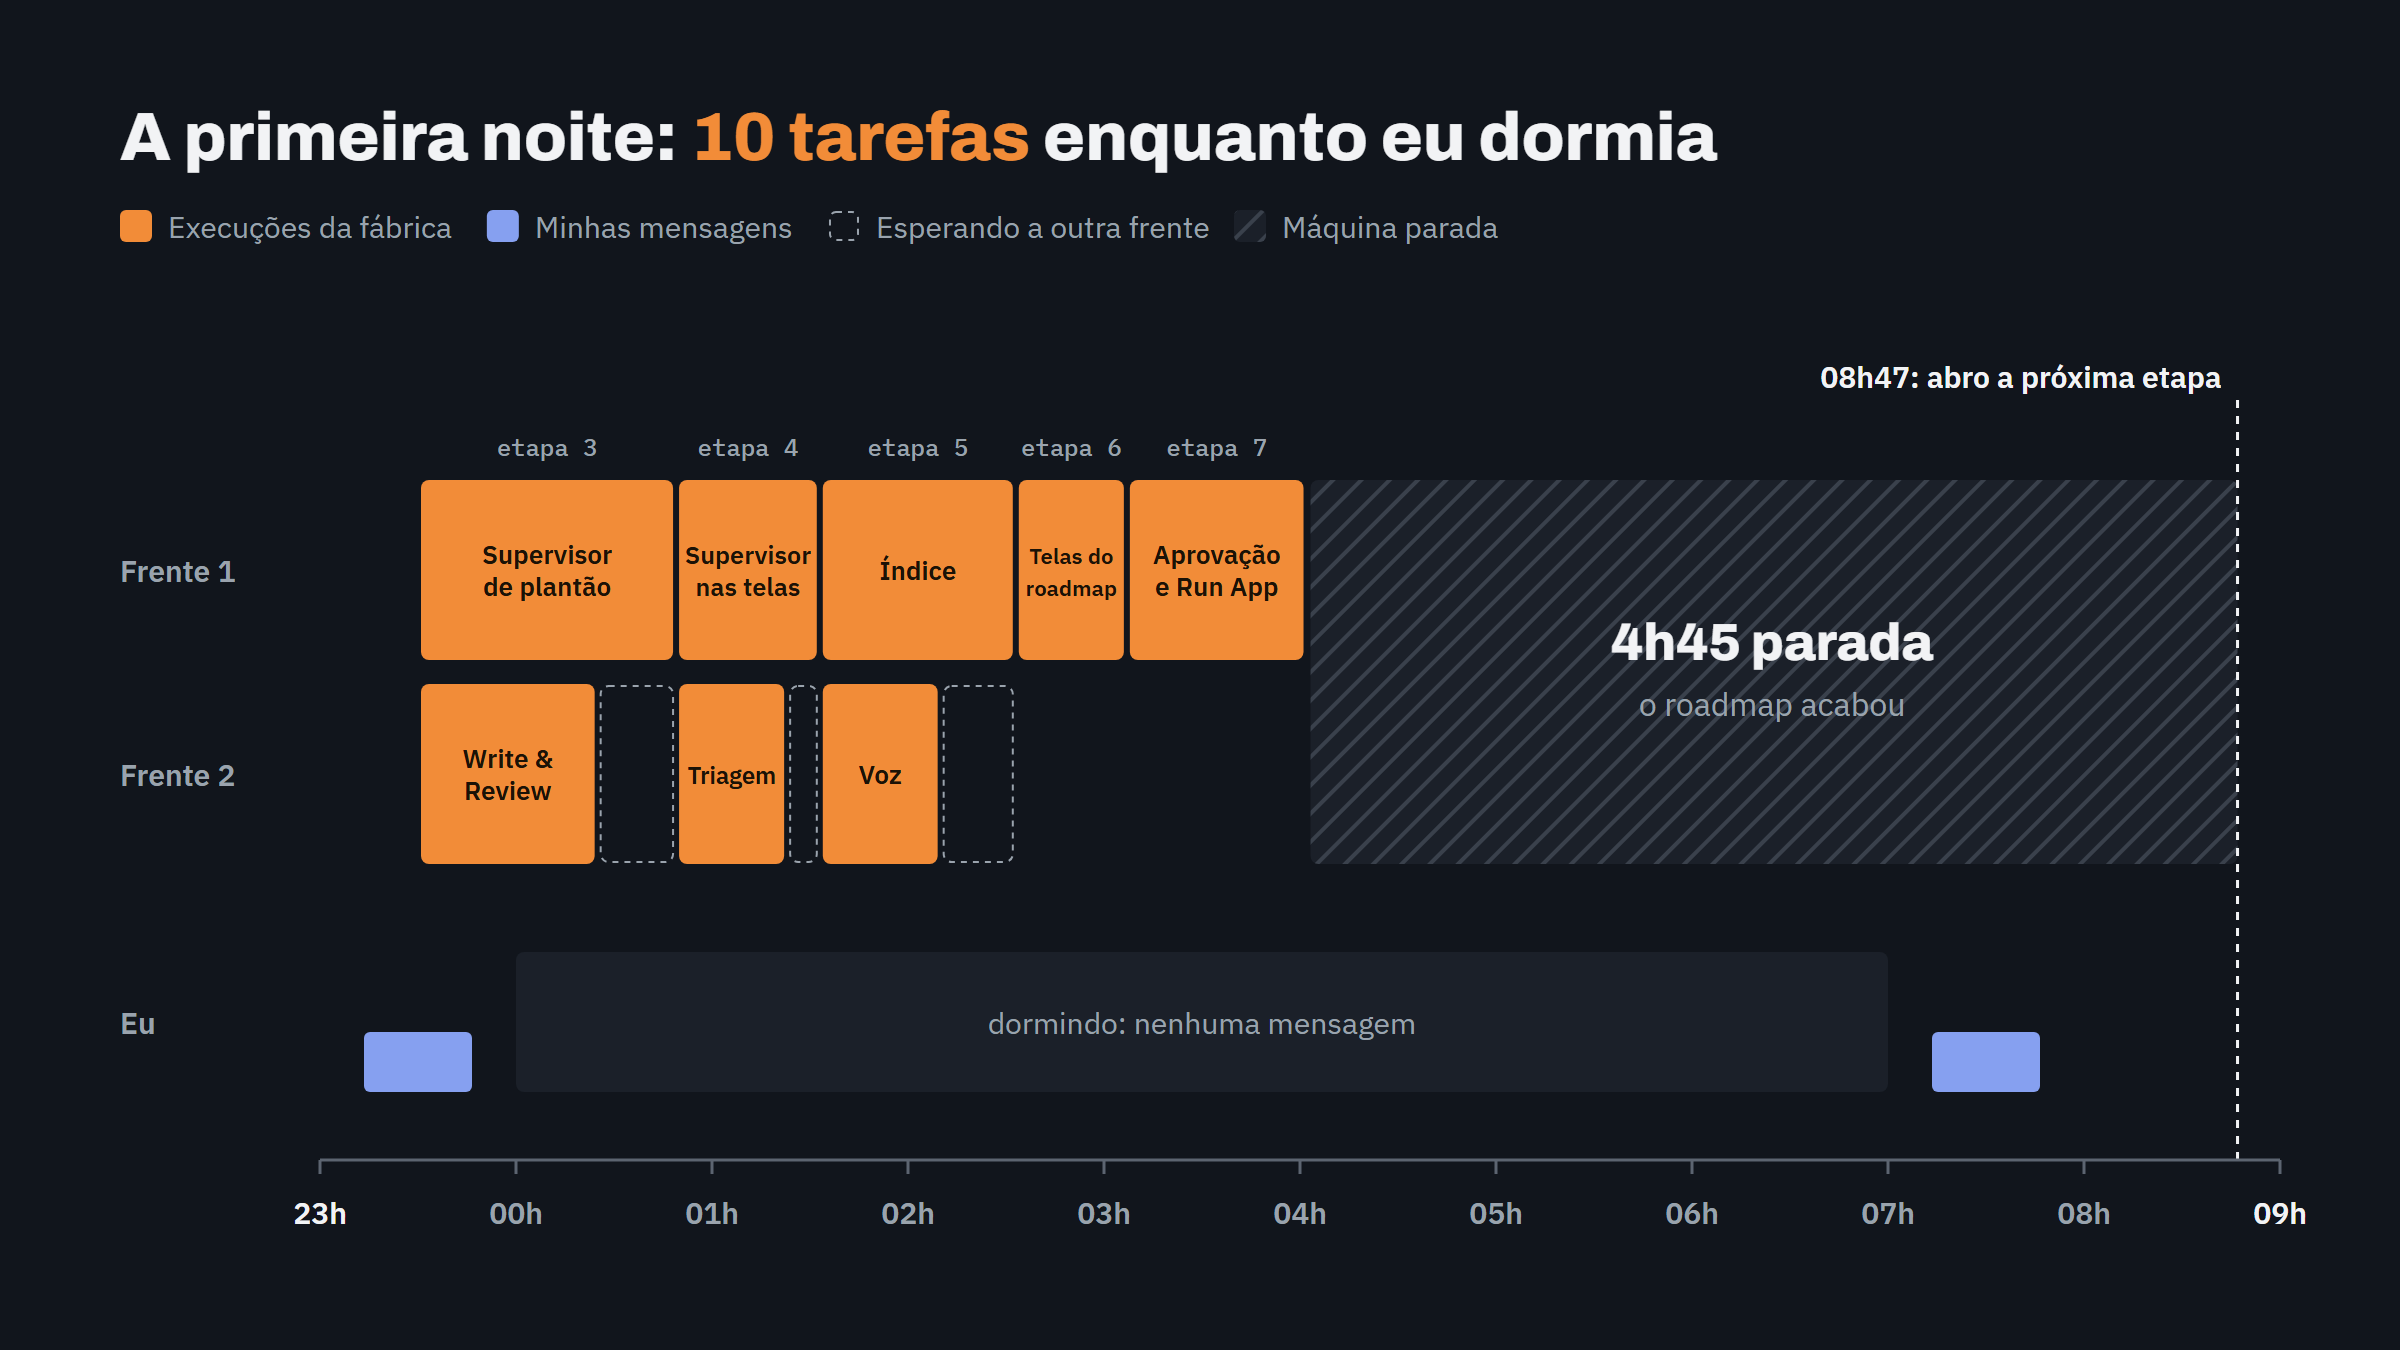 A primeira noite: 10 tarefas enquanto eu dormia
Execuções da fábrica
Minhas mensagens
Esperando a outra frente
Máquina parada
08h47: abro a próxima etapa
etapa 3
etapa 4
etapa 5
etapa 6
etapa 7
Frente 1
Supervisor
de plantão
Supervisor
nas telas
Índice
Telas do
roadmap
Aprovação
e Run App
4h45 parada
o roadmap acabou
Frente 2
Write &
Review
Triagem
Voz
Eu
dormindo: nenhuma mensagem
23h
00h
01h
02h
03h
04h
05h
06h
07h
08h
09h